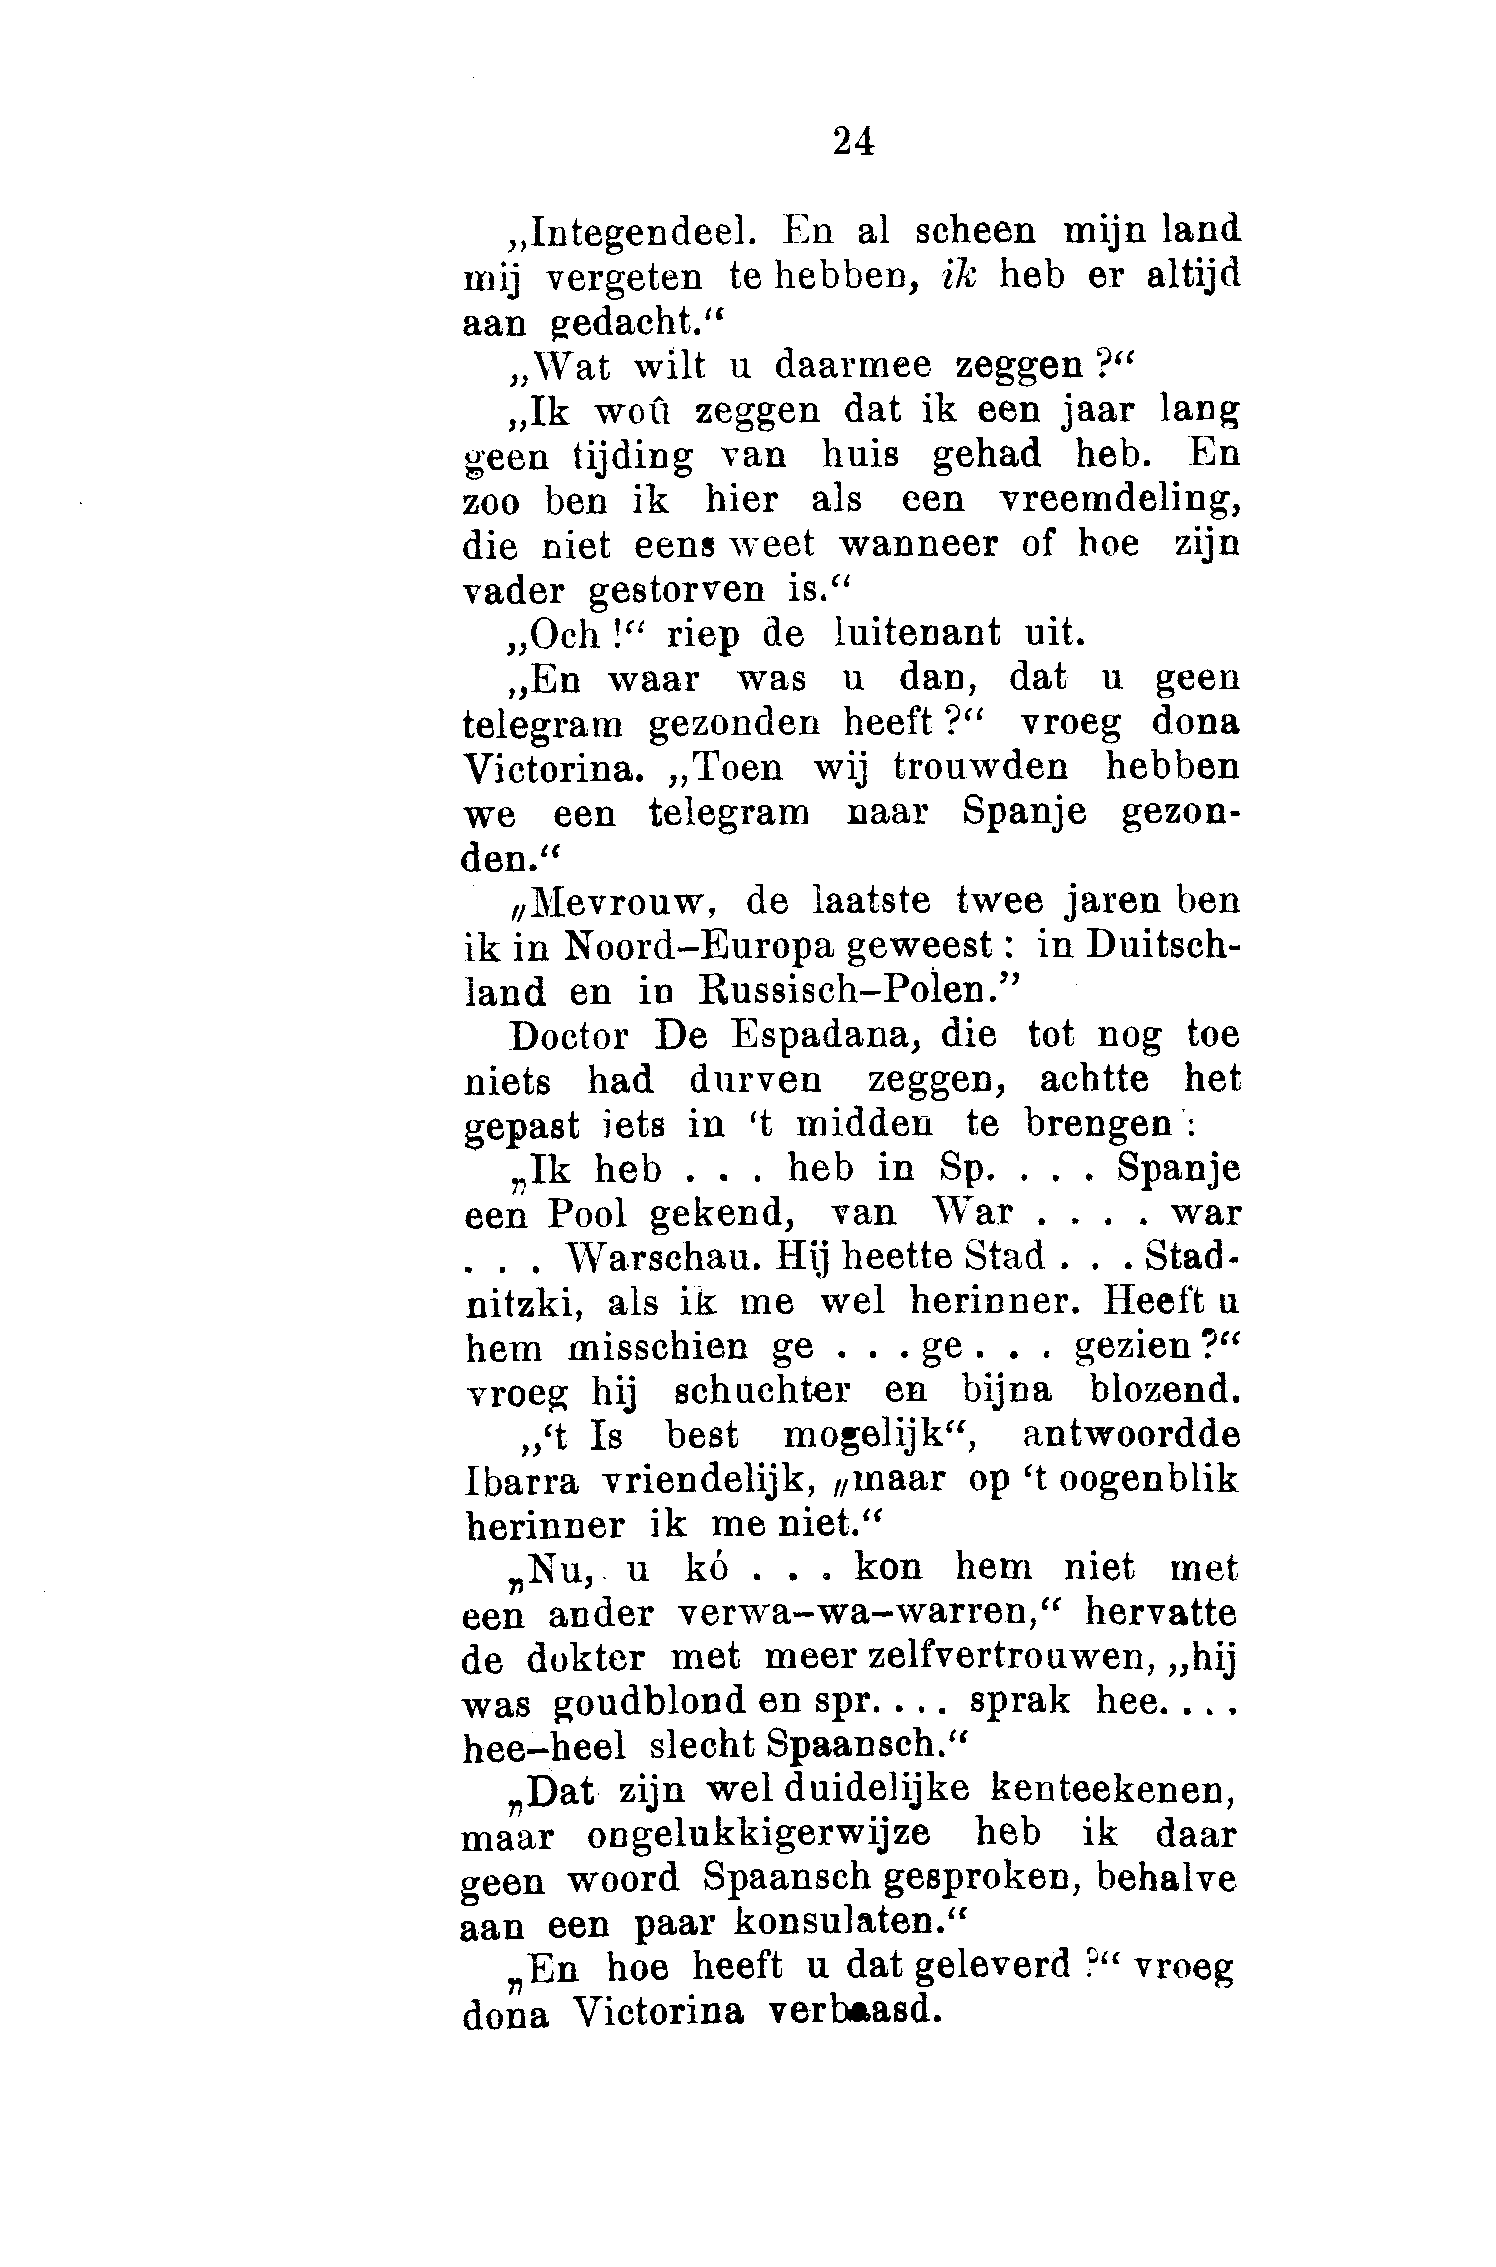 24
„Integendeel. En al scheen mijn land
mij vergeten te hebben, ik heb er altijd
aan gedacht.“
„Wat wilt u daarmee zeggen ?“
„Ik woû zeggen dat ik een jaar lang
geen tijding van huis gehad heb. En
zoo ben ik hier als een vreemdeling,
die niet eens weet wanneer of hoe zijn
vader gestorven is.“
„Och !“ riep de luitenant uit.
„En waar was u dan, dat u geen
telegram gezonden heeft ?“ vroeg dona
Victorina. „Toen wij trouwden hebben
we een telegram naar Spanje gezon-
den.“
„Mevrouw, de laatste twee jaren ben
ik in Noord–Europa geweest : in Duitsch-
land en in Russisch–Polen.”
Doctor De Espadana, die tot nog toe
niets had durven zeggen, achtte het
gepast iets in ‘t midden te brengen :
„Ik heb . . . heb in Sp. . . . Spanje
een Pool gekend, van War . . . . war
. . . Warschau. Hij heette Stad . . . Stad-
nitzki, als ik me wel herinner. Heeft u
hem misschien ge . . . ge . . . gezien ?“
vroeg hij schuchter en bijna blozend.
„‘t Is best mogelijk“, antwoordde
Ibarra vriendelijk, „maar op ‘t oogenblik
herinner ik me niet.“
„Nu, u kó . . . kon hem niet met
een ander verwa–wa–warren,“ hervatte
de dokter met meer zelfvertrouwen, „hij
was goudblond en spr. . . . sprak hee. . . .
hee–heel slecht Spaansch.“
„Dat zijn wel duidelijke kenteekenen,
maar ongelukkigerwijze heb ik daar
geen woord Spaansch gesproken, behalve
aan een paar konsulaten.“
„En hoe heeft u dat geleverd ?“ vroeg
dona Victorina verbaasd.